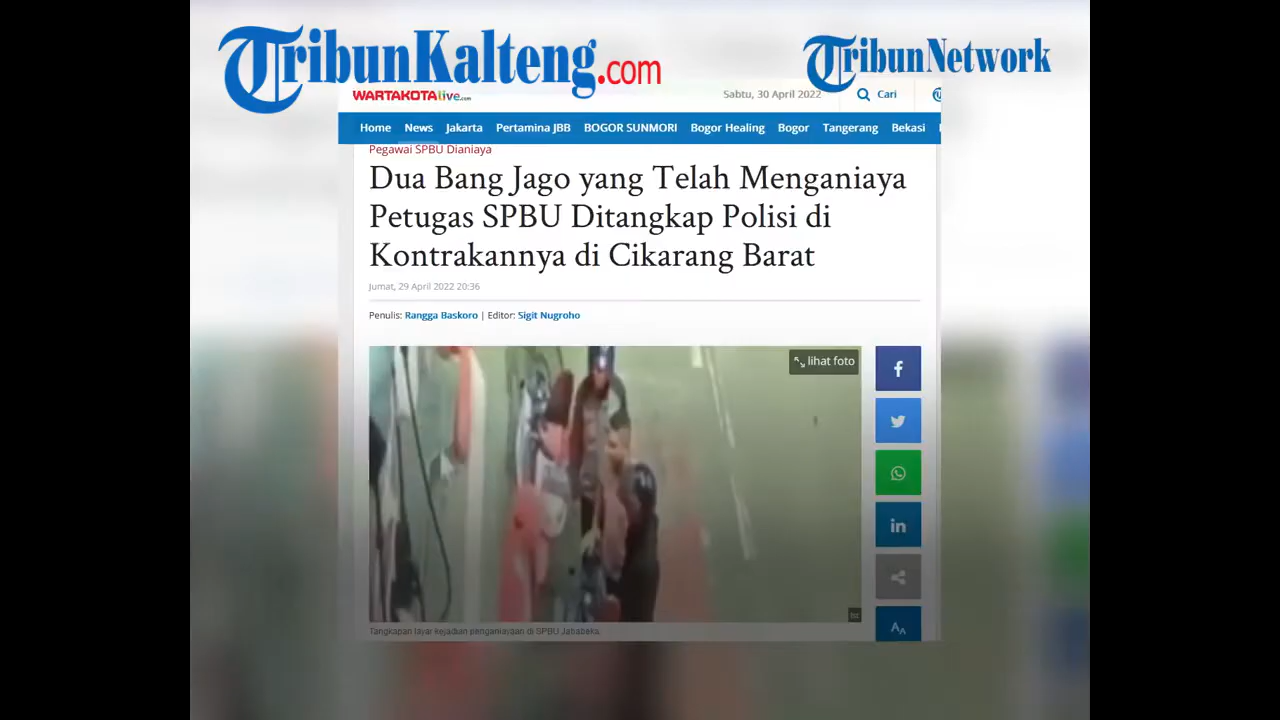 TribunKalteng.com
TribunNetwork
WARTAKOTAlive.com
Sabtu, 30 April 2022
Cari
Home News Jakarta Pertamina JBB BOGOR SUNMORI Bogor Healing Bogor Tangerang Bekasi
Pegawai SPBU Dianiaya
Dua Bang Jago yang Telah Menganiaya
Petugas SPBU Ditangkap Polisi di
Kontrakannya di Cikarang Barat
Jumat, 29 April 2022 20:36
Penulis: Rangga Baskoro | Editor: Sigit Nugroho
lihat foto
Tangkapan layar kejadian penganiayaan di SPBU Jababeka.